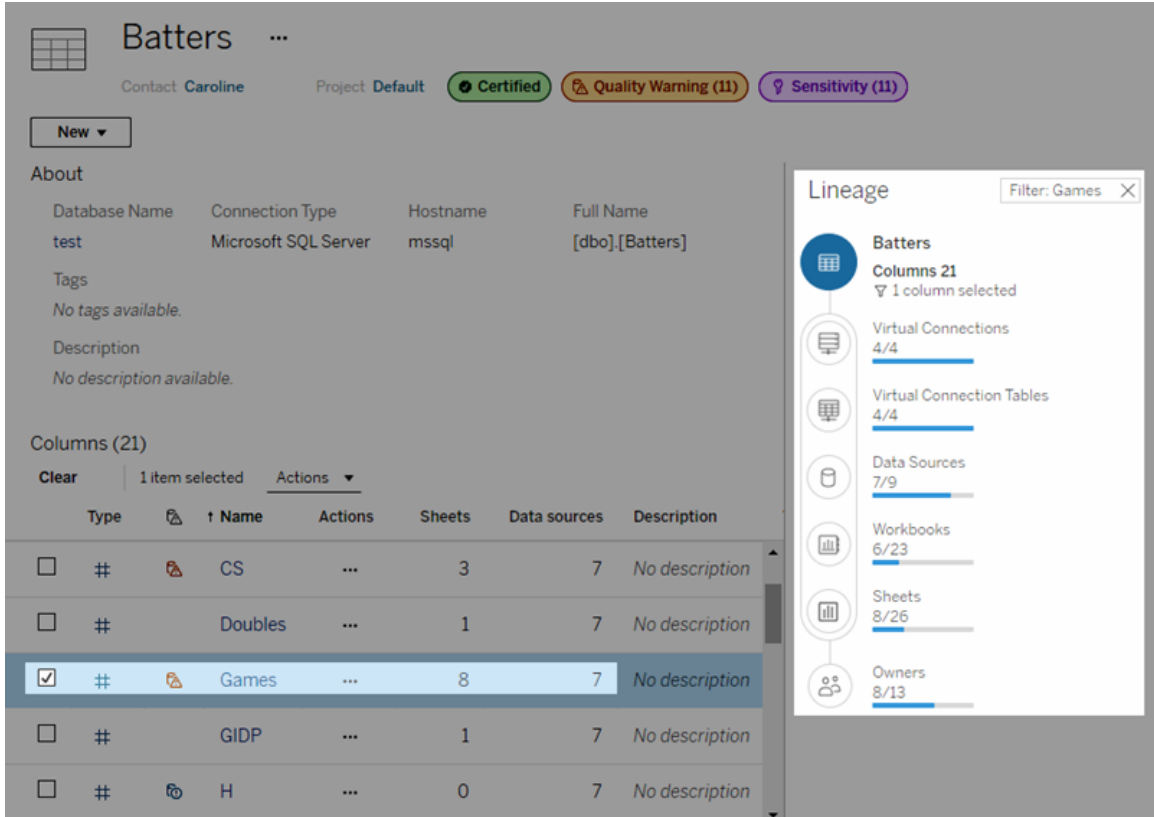 Batters ...
Contact Caroline Project Default Certified Quality Warning (11) Sensitivity (11)
New
About
Database Name Connection Type Hostname Full Name
test Microsoft SQL Server mssql [dbo].[Batters]
Tags
No tags available.
Description
No description available.
Columns (21)
Clear 1 item selected Actions
Type ↑ Name Actions Sheets Data sources Description
# CS ... 3 7 No description
# Doubles ... 1 7 No description
# Games ... 8 7 No description
# GIDP ... 1 7 No description
# H ... 0 7 No description
Lineage Filter: Games
Batters
Columns 21
1 column selected
Virtual Connections
4/4
Virtual Connection Tables
4/4
Data Sources
7/9
Workbooks
6/23
Sheets
8/26
Owners
8/13